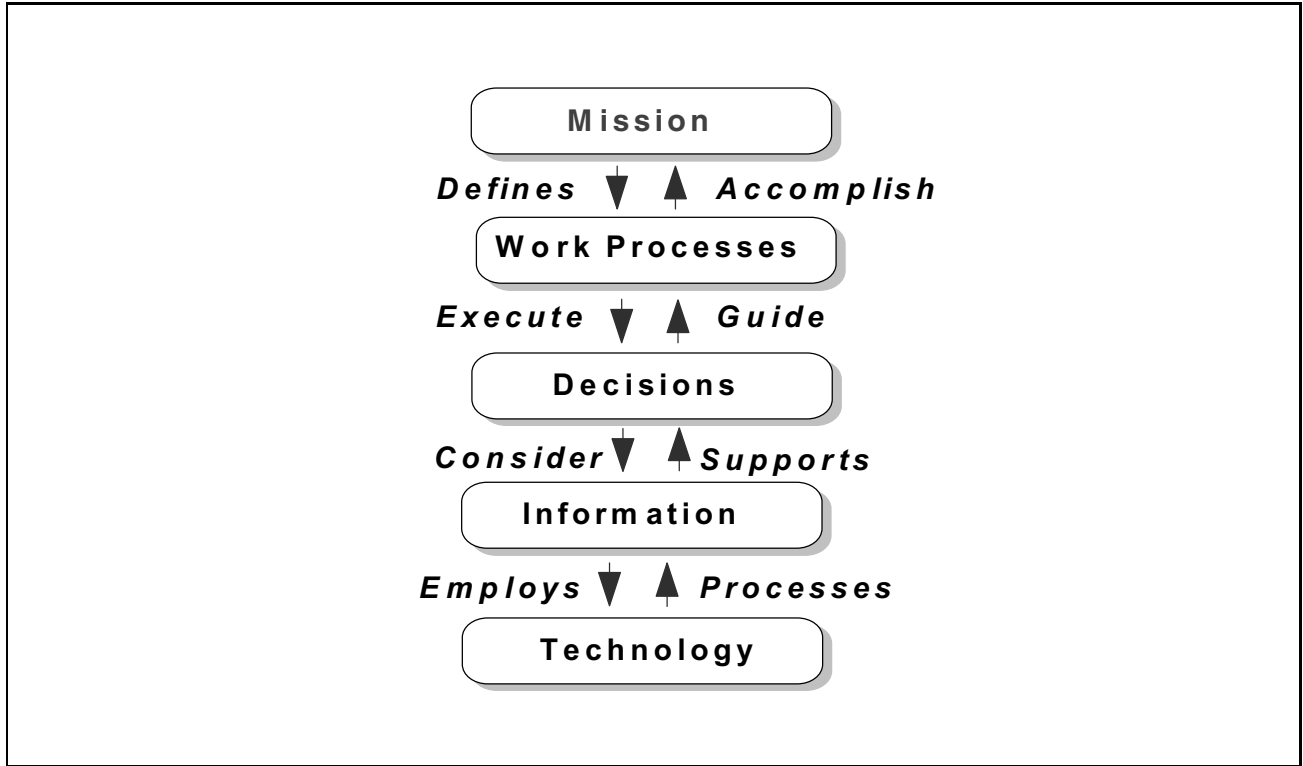 Mission
Defines Accomplish
Work Processes
Execute Guide
Decisions
Consider Supports
Information
Employs Processes
Technology